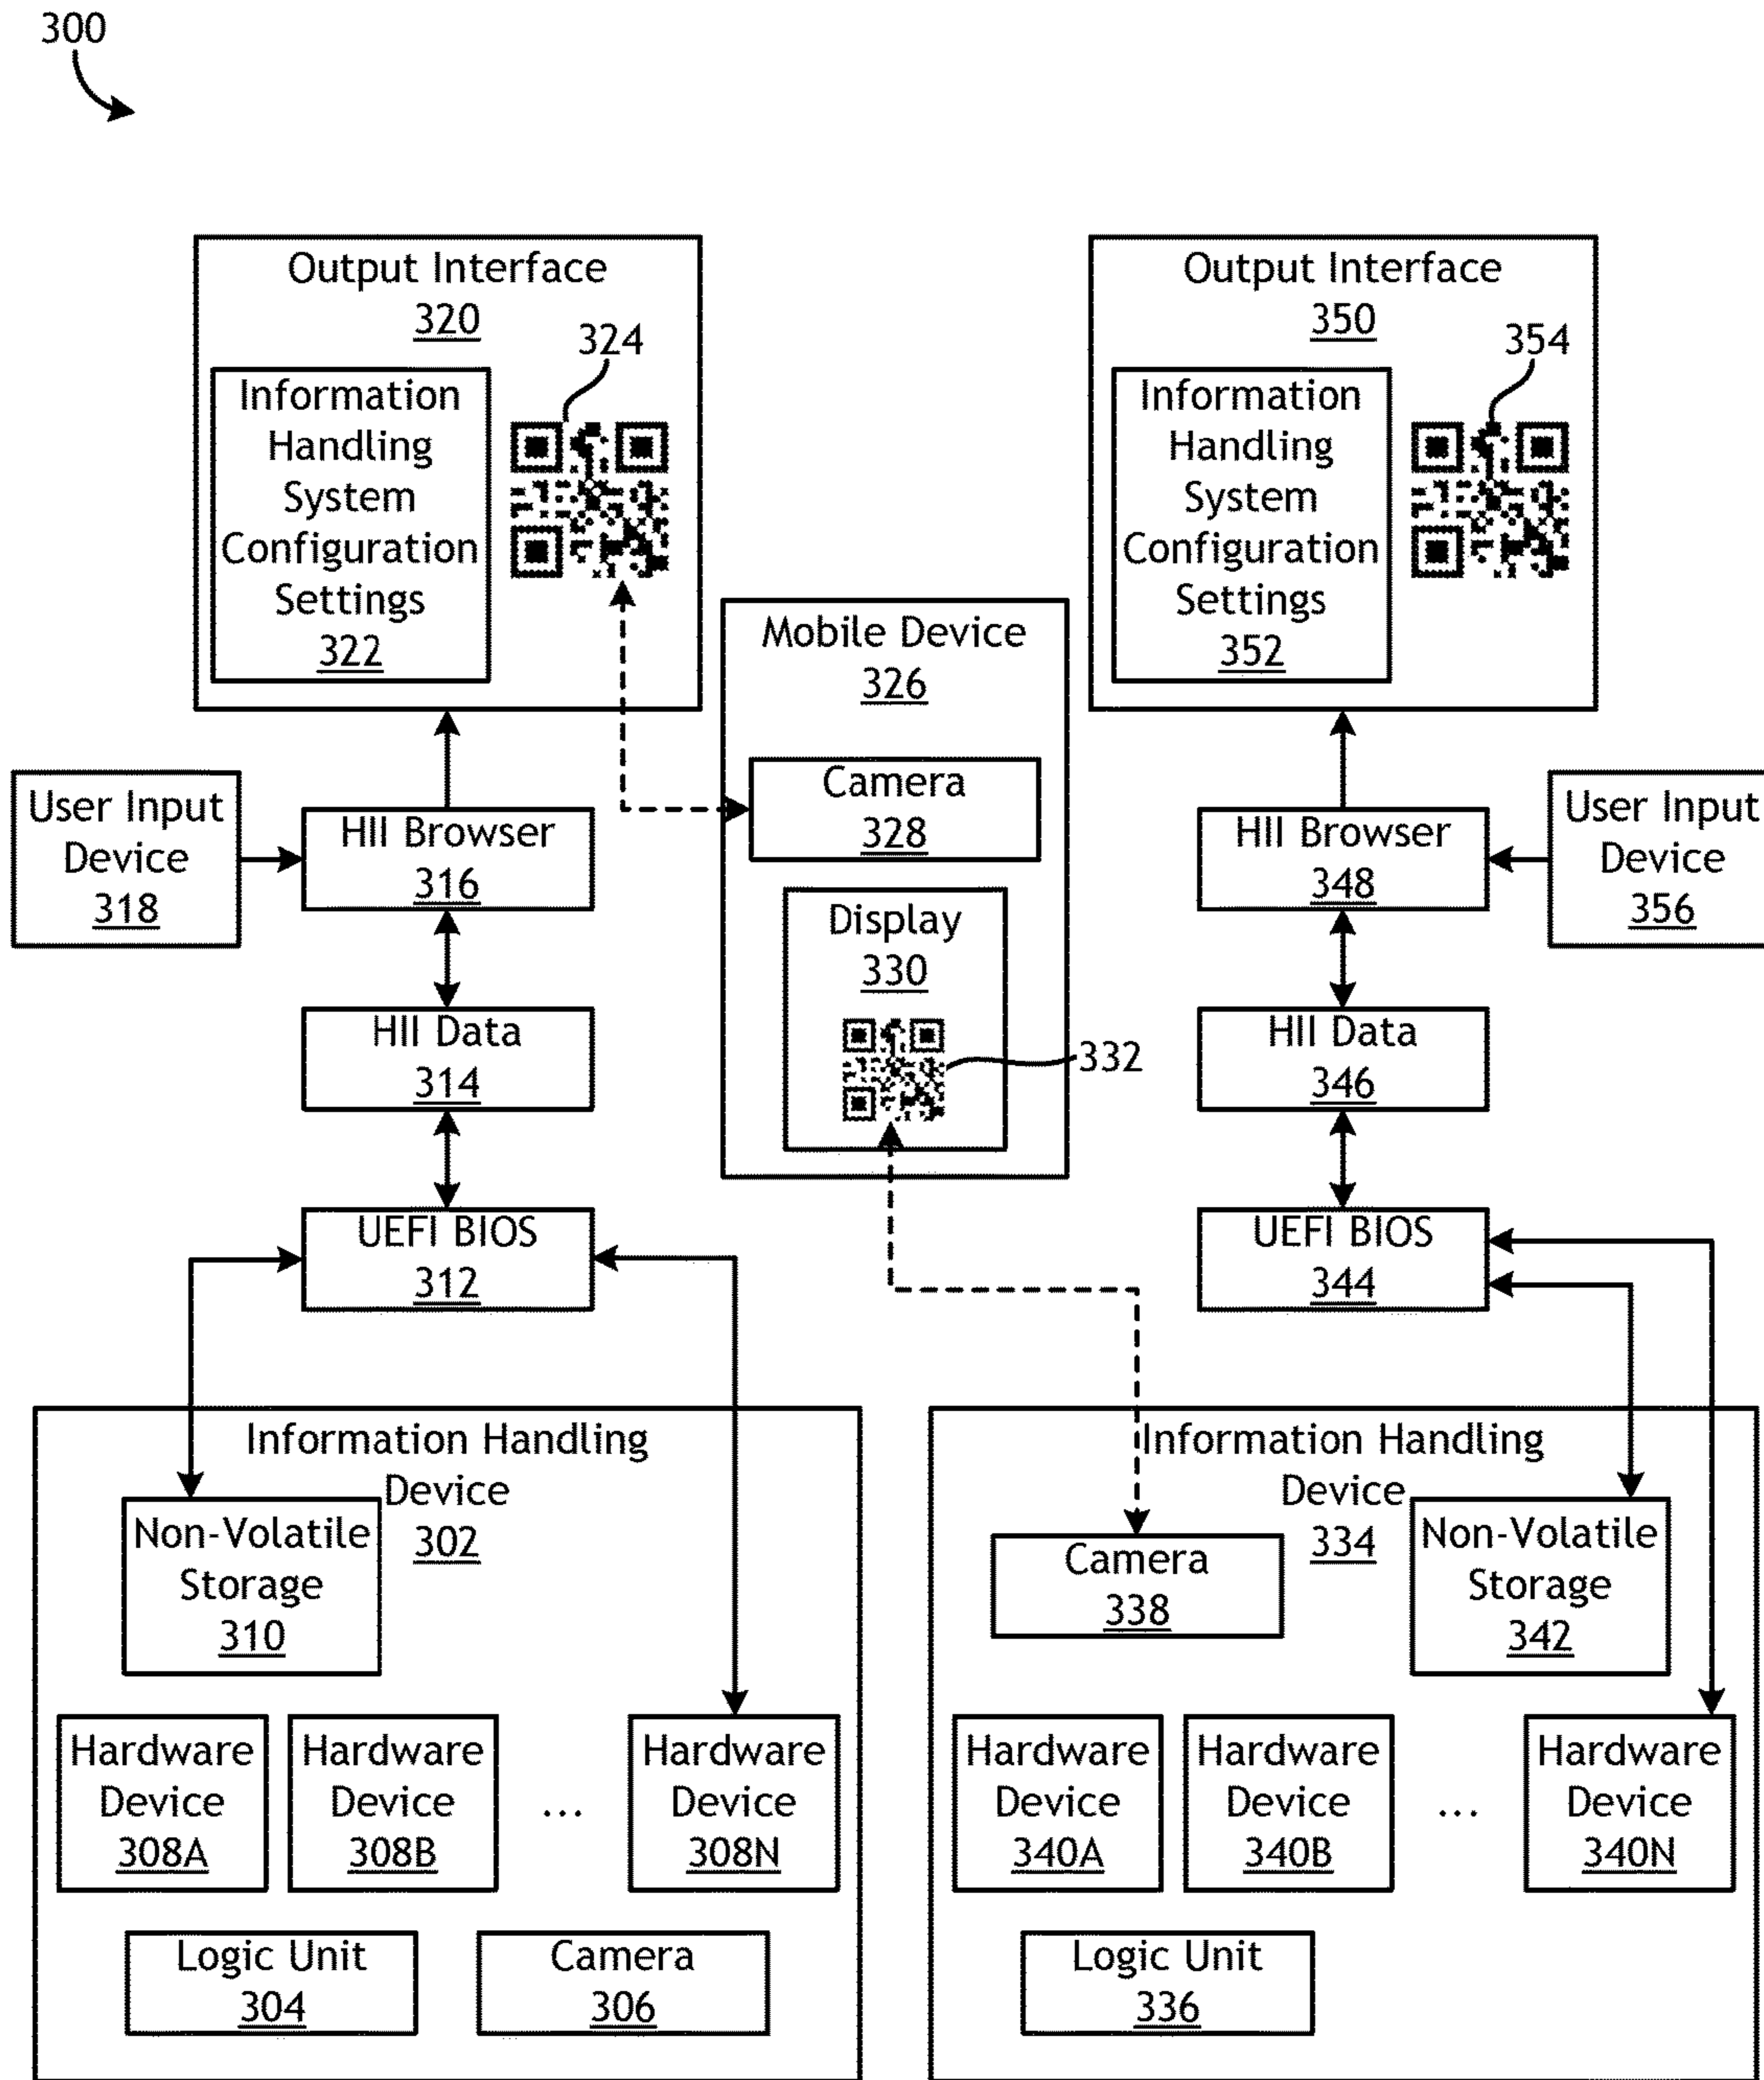 300
Output Interface
320
324
Information
Handling
System
Configuration
Settings
322
Output Interface
350
354
Information
Handling
System
Configuration
Settings
352
Mobile Device
326
Camera
328
Display
330
332
User Input
Device
318
HII Browser
316
HII Data
314
UEFI BIOS
312
HII Browser
348
User Input
Device
356
HII Data
346
UEFI BIOS
344
Information Handling
Device
302
Non-Volatile
Storage
310
Hardware
Device
308A
Hardware
Device
308B
...
Hardware
Device
308N
Logic Unit
304
Camera
306
Information Handling
Device
334
Camera
338
Non-Volatile
Storage
342
Hardware
Device
340A
Hardware
Device
340B
...
Hardware
Device
340N
Logic Unit
336